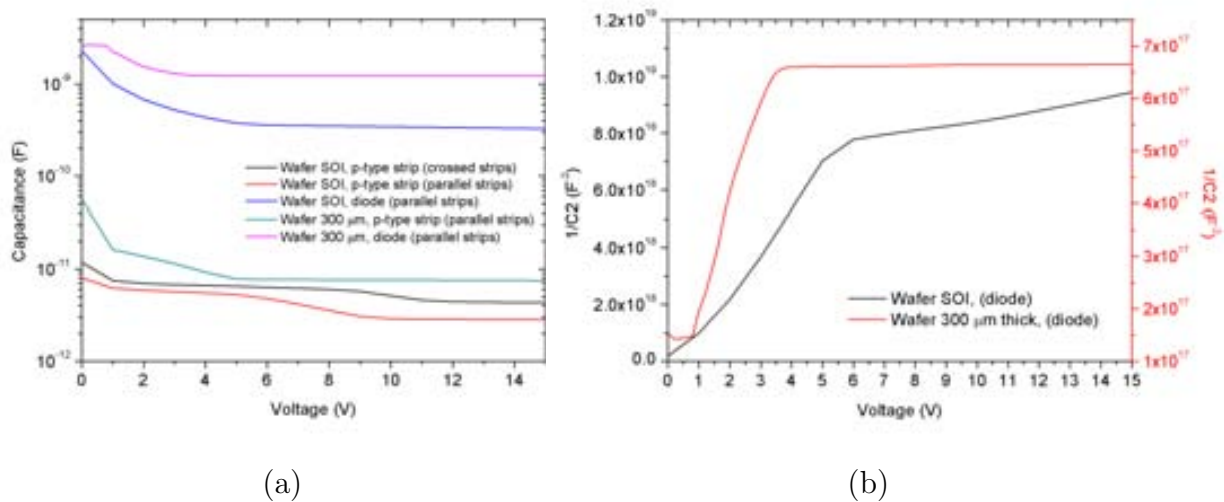 Capacitance (F)
10⁻⁹
10⁻¹⁰
10⁻¹¹
10⁻¹²
Wafer SOI, p-type strip (crossed strips)
Wafer SOI, p-type strip (parallel strips)
Wafer SOI, diode (parallel strips)
Wafer 300 μm, p-type strip (parallel strips)
Wafer 300 μm, diode (parallel strips)
0 2 4 6 8 10 12 14
Voltage (V)
(a)
1/C2 (F⁻²)
1.2x10¹⁹
1.0x10¹⁹
8.0x10¹⁸
6.0x10¹⁸
4.0x10¹⁸
2.0x10¹⁸
0.0
Wafer SOI, (diode)
Wafer 300 μm thick, (diode)
7x10¹⁷
6x10¹⁷
5x10¹⁷
4x10¹⁷
3x10¹⁷
2x10¹⁷
1x10¹⁷
1/C2 (F⁻²)
0 1 2 3 4 5 6 7 8 9 10 11 12 13 14 15
Voltage (V)
(b)